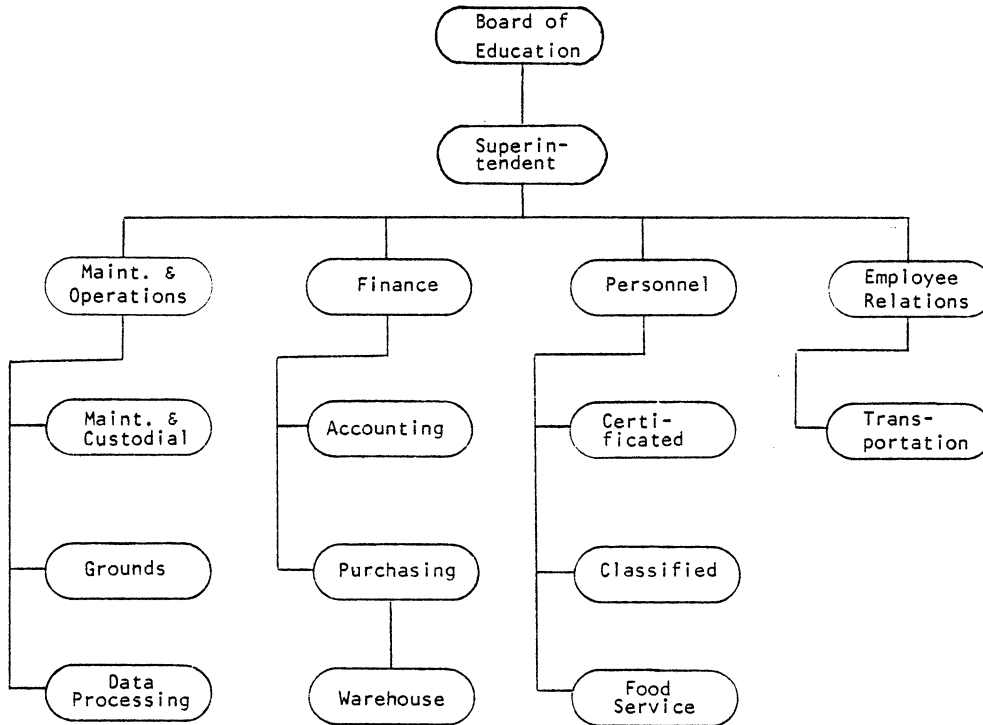 Board of
Education
Superin-
tendent
Maint. &
Operations
Finance
Personnel
Employee
Relations
Maint. &
Custodial
Accounting
Certi-
ficated
Trans-
portation
Grounds
Purchasing
Classified
Data
Processing
Warehouse
Food
Service